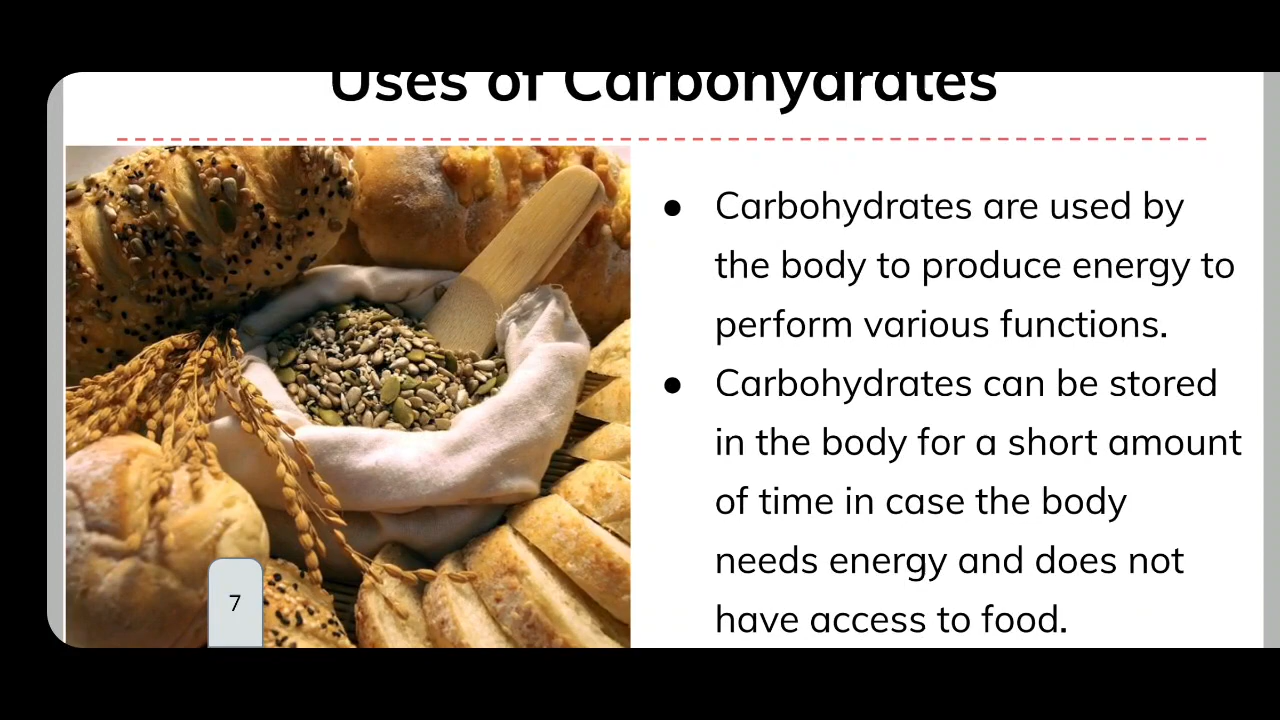 Uses of Carbohydrates
● Carbohydrates are used by
the body to produce energy to
perform various functions.
● Carbohydrates can be stored
in the body for a short amount
of time in case the body
needs energy and does not
have access to food.
7